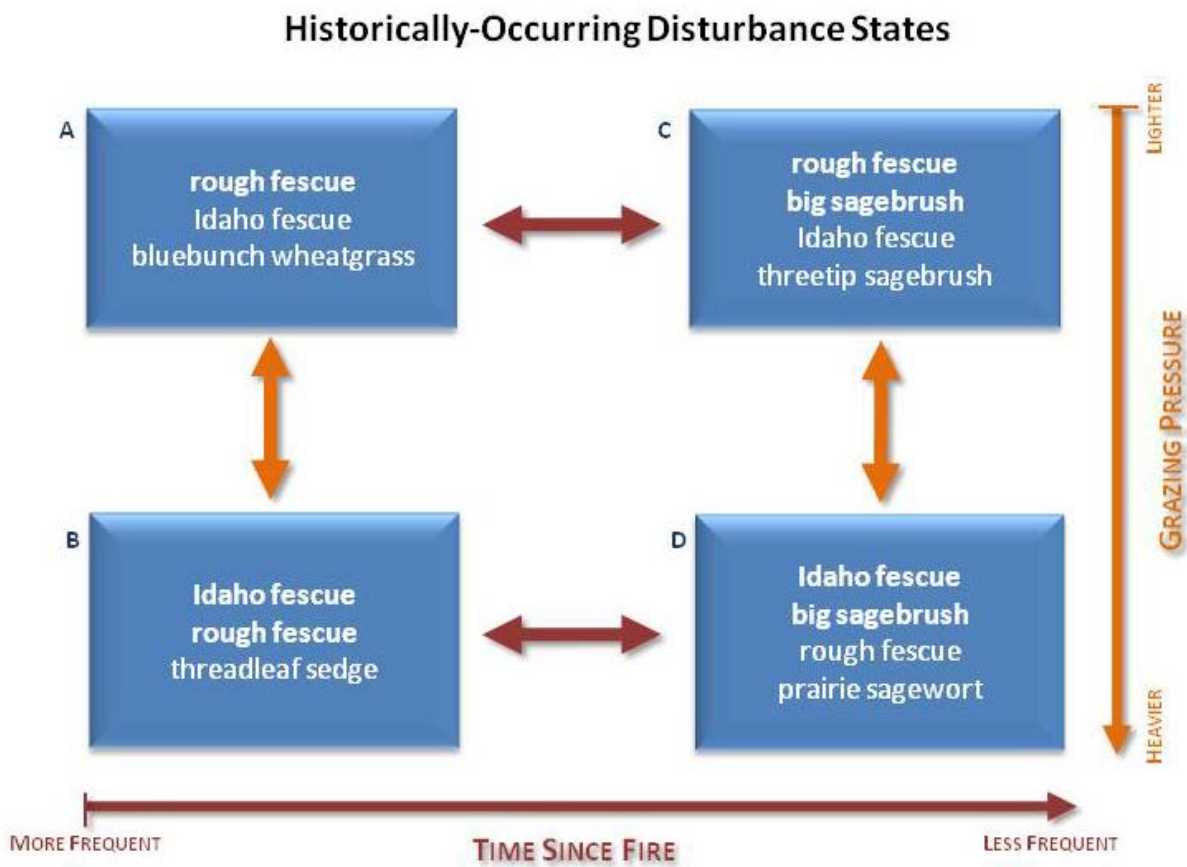 Historically-Occurring Disturbance States
A
rough fescue
Idaho fescue
bluebunch wheatgrass
C
rough fescue
big sagebrush
Idaho fescue
threetip sagebrush
LIGHTER
GRAZING PRESSURE
HEAVIER
B
Idaho fescue
rough fescue
threadleaf sedge
D
Idaho fescue
big sagebrush
rough fescue
prairie sagewort
MORE FREQUENT
TIME SINCE FIRE
LESS FREQUENT